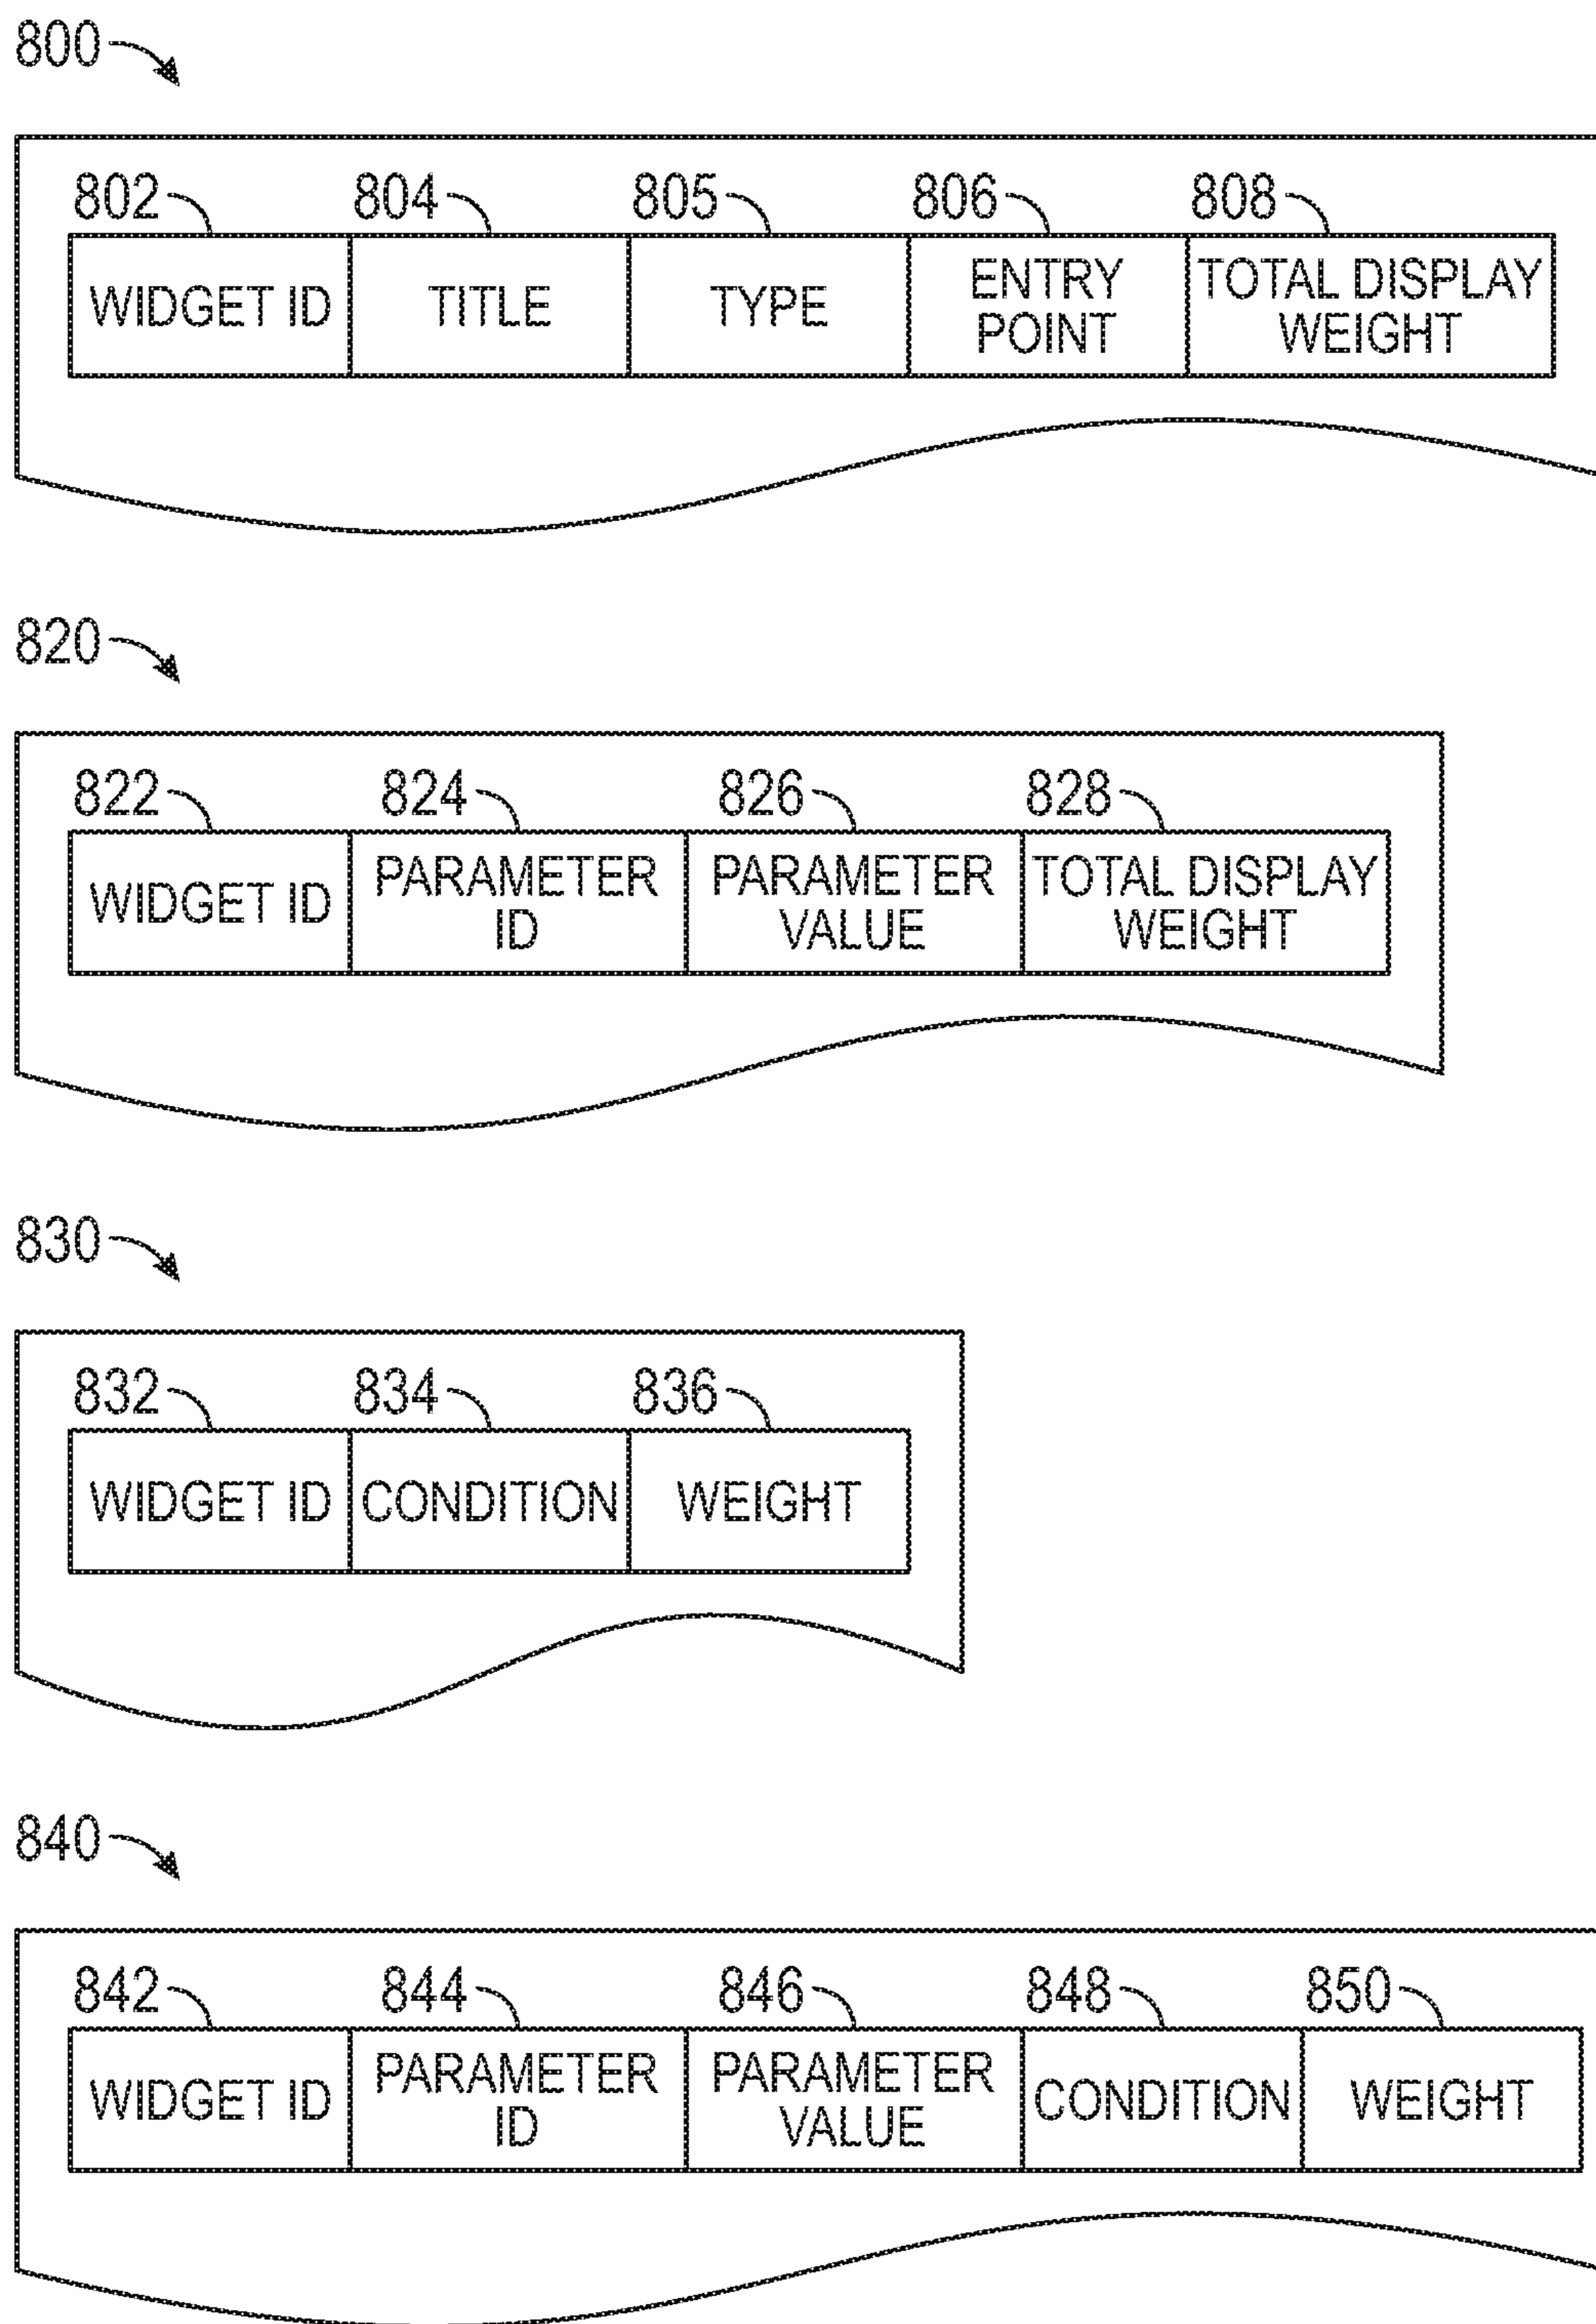 800
802 804 805 806 808
WIDGET ID TITLE TYPE ENTRY POINT TOTAL DISPLAY WEIGHT
820
822 824 826 828
WIDGET ID PARAMETER ID PARAMETER VALUE TOTAL DISPLAY WEIGHT
830
832 834 836
WIDGET ID CONDITION WEIGHT
840
842 844 846 848 850
WIDGET ID PARAMETER ID PARAMETER VALUE CONDITION WEIGHT